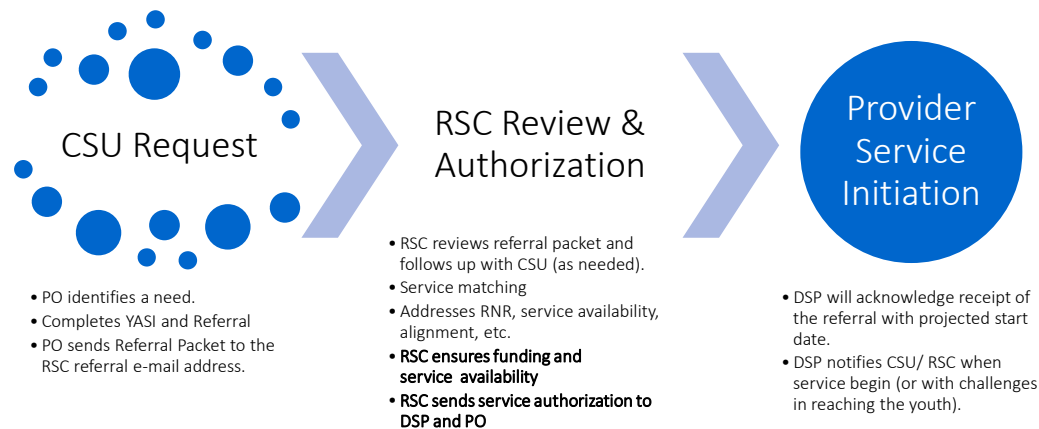 CSU Request
• PO identifies a need.
• Completes YASI and Referral
• PO sends Referral Packet to the
RSC referral e-mail address.
RSC Review &
Authorization
• RSC reviews referral packet and
follows up with CSU (as needed).
• Service matching
• Addresses RNR, service availability,
alignment, etc.
• RSC ensures funding and
service availability
• RSC sends service authorization to
DSP and PO
Provider
Service
Initiation
• DSP will acknowledge receipt of
the referral with projected start
date.
• DSP notifies CSU/ RSC when
service begin (or with challenges
in reaching the youth).